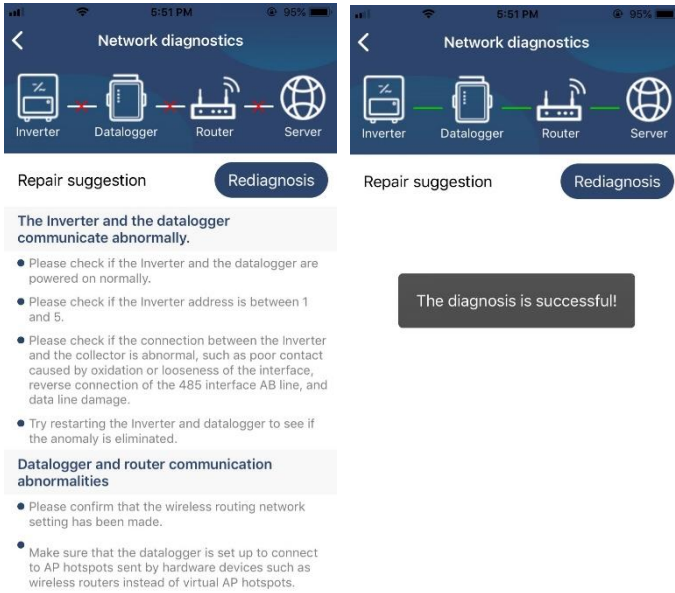 5:51 PM
95%
Network diagnostics
Inverter
Datalogger
Router
Server
Repair suggestion
Rediagnosis
The Inverter and the datalogger
communicate abnormally.
Please check if the Inverter and the datalogger are
powered on normally.
Please check if the Inverter address is between 1
and 5.
Please check if the connection between the Inverter
and the collector is abnormal, such as poor contact
caused by oxidation or looseness of the interface,
reverse connection of the 485 interface AB line, and
data line damage.
Try restarting the Inverter and datalogger to see if
the anomaly is eliminated.
Datalogger and router communication
abnormalities
Please confirm that the wireless routing network
setting has been made.
Make sure that the datalogger is set up to connect
to AP hotspots sent by hardware devices such as
wireless routers instead of virtual AP hotspots.
5:51 PM
95%
Network diagnostics
Inverter
Datalogger
Router
Server
Repair suggestion
Rediagnosis
The diagnosis is successful!